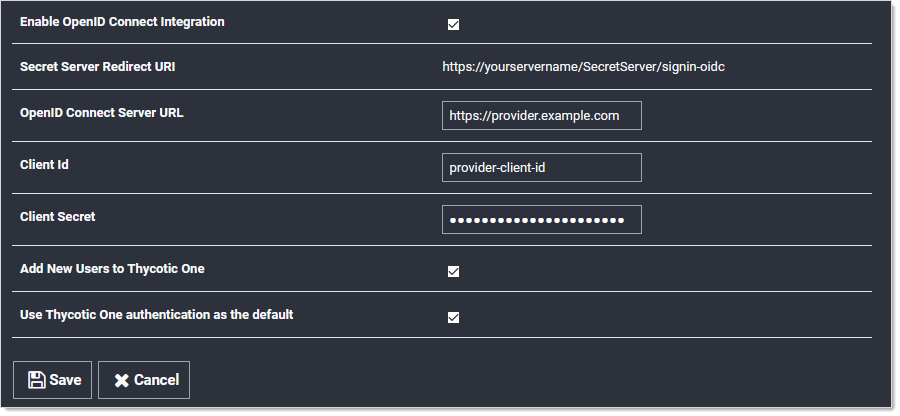 Enable OpenID Connect Integration
Secret Server Redirect URI https://yourservername/SecretServer/signin-oidc
OpenID Connect Server URL https://provider.example.com
Client Id provider-client-id
Client Secret ••••••••••••••••••••••
Add New Users to Thycotic One
Use Thycotic One authentication as the default
Save Cancel